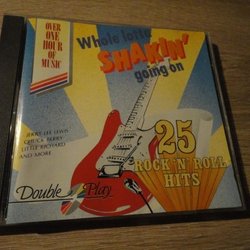 OVER
ONE
HOUR OF
MUSIC
Whole lotta
SHAKIN'
going on
JERRY LEE LEWIS
CHUCK BERRY
LITTLE RICHARD
AND MORE
25
ROCK 'N' ROLL
HITS
Double Play